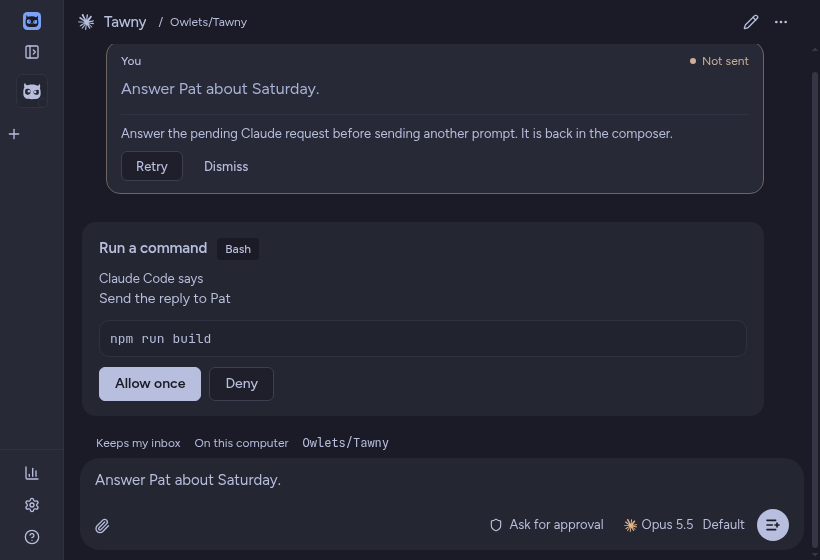 Tawny / Owlets/Tawny
You
Not sent
Answer Pat about Saturday.
Answer the pending Claude request before sending another prompt. It is back in the composer.
Retry Dismiss
Run a command Bash
Claude Code says
Send the reply to Pat
npm run build
Allow once Deny
Keeps my inbox On this computer Owlets/Tawny
Answer Pat about Saturday.
Ask for approval Opus 5.5 Default